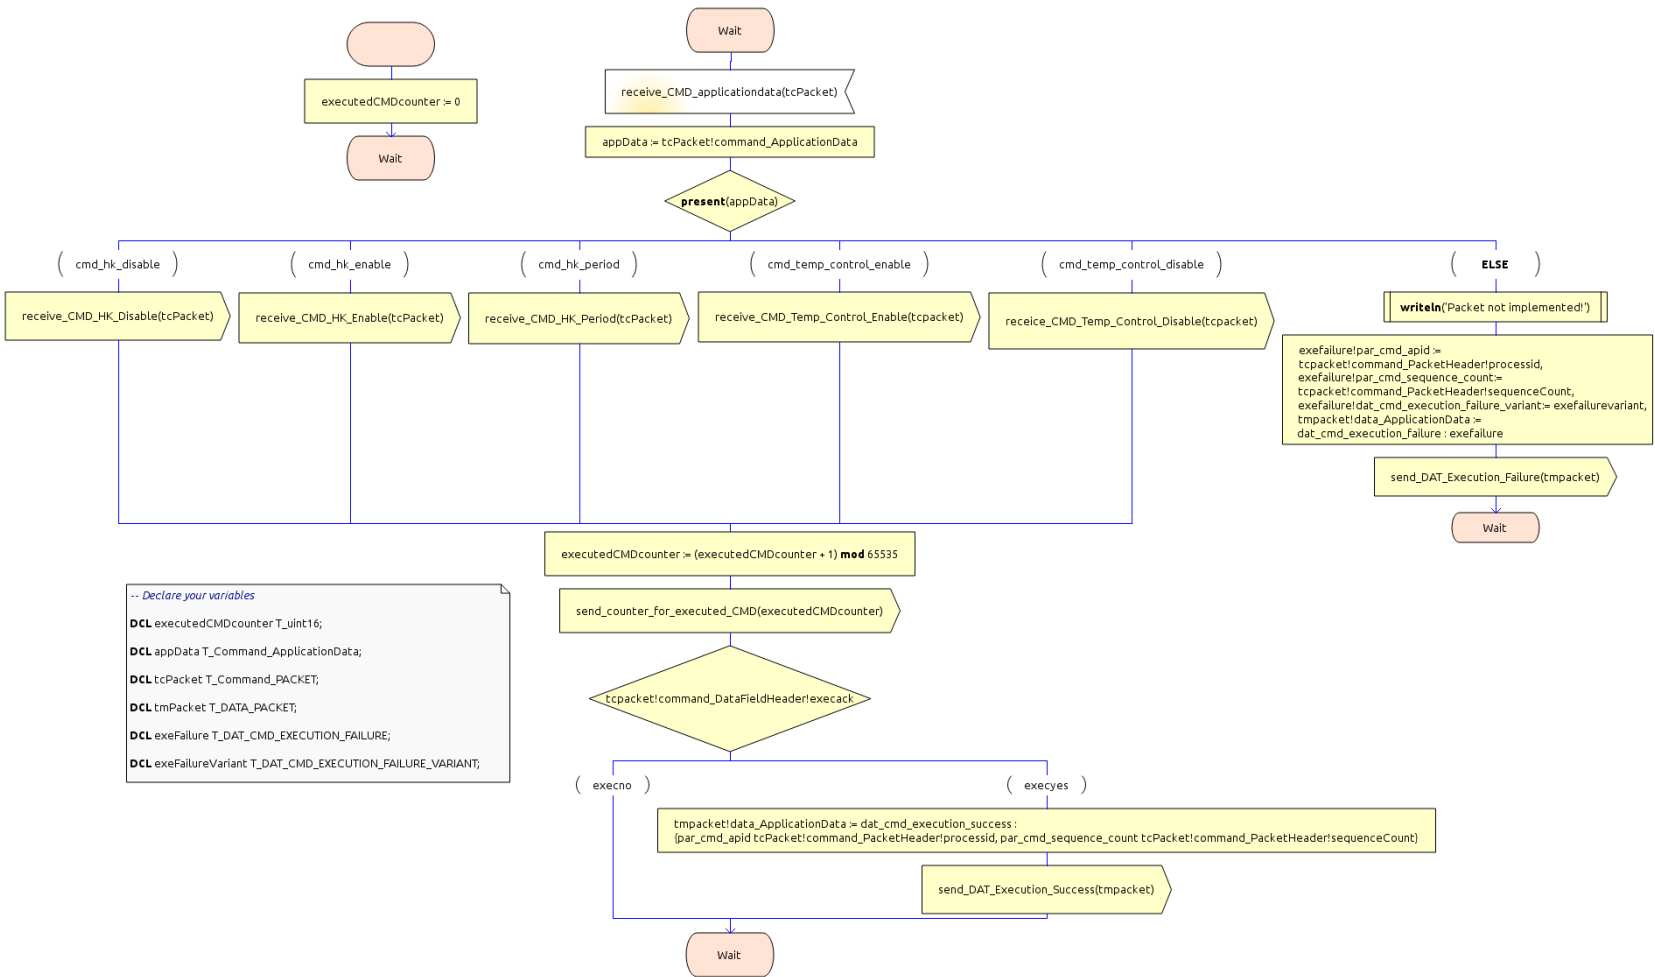 Wait
executedCMDcounter := 0
Wait
receive_CMD_applicationdata(tcPacket)
appData := tcPacket!command_ApplicationData
present(appData)
cmd_hk_disable
cmd_hk_enable
cmd_hk_period
cmd_temp_control_enable
cmd_temp_control_disable
ELSE
receive_CMD_HK_Disable(tcPacket)
receive_CMD_HK_Enable(tcPacket)
receive_CMD_HK_Period(tcPacket)
receive_CMD_Temp_Control_Enable(tcpacket)
receice_CMD_Temp_Control_Disable(tcpacket)
writeln('Packet not implemented!')
exefailure!par_cmd_apid :=
tcpacket!command_PacketHeader!processid,
exefailure!par_cmd_sequence_count:=
tcpacket!command_PacketHeader!sequenceCount,
exefailure!dat_cmd_execution_failure_variant:= exefailurevariant,
tmpacket!data_ApplicationData :=
dat_cmd_execution_failure : exefailure
send_DAT_Execution_Failure(tmpacket)
Wait
executedCMDcounter := (executedCMDcounter + 1) mod 65535
send_counter_for_executed_CMD(executedCMDcounter)
-- Declare your variables
DCL executedCMDcounter T_uint16;
DCL appData T_Command_ApplicationData;
DCL tcPacket T_Command_PACKET;
DCL tmPacket T_DATA_PACKET;
DCL exeFailure T_DAT_CMD_EXECUTION_FAILURE;
DCL exeFailureVariant T_DAT_CMD_EXECUTION_FAILURE_VARIANT;
tcpacket!command_DataFieldHeader!execack
execno
execyes
tmpacket!data_ApplicationData := dat_cmd_execution_success :
{par_cmd_apid tcPacket!command_PacketHeader!processid, par_cmd_sequence_count tcPacket!command_PacketHeader!sequenceCount}
send_DAT_Execution_Success(tmpacket)
Wait